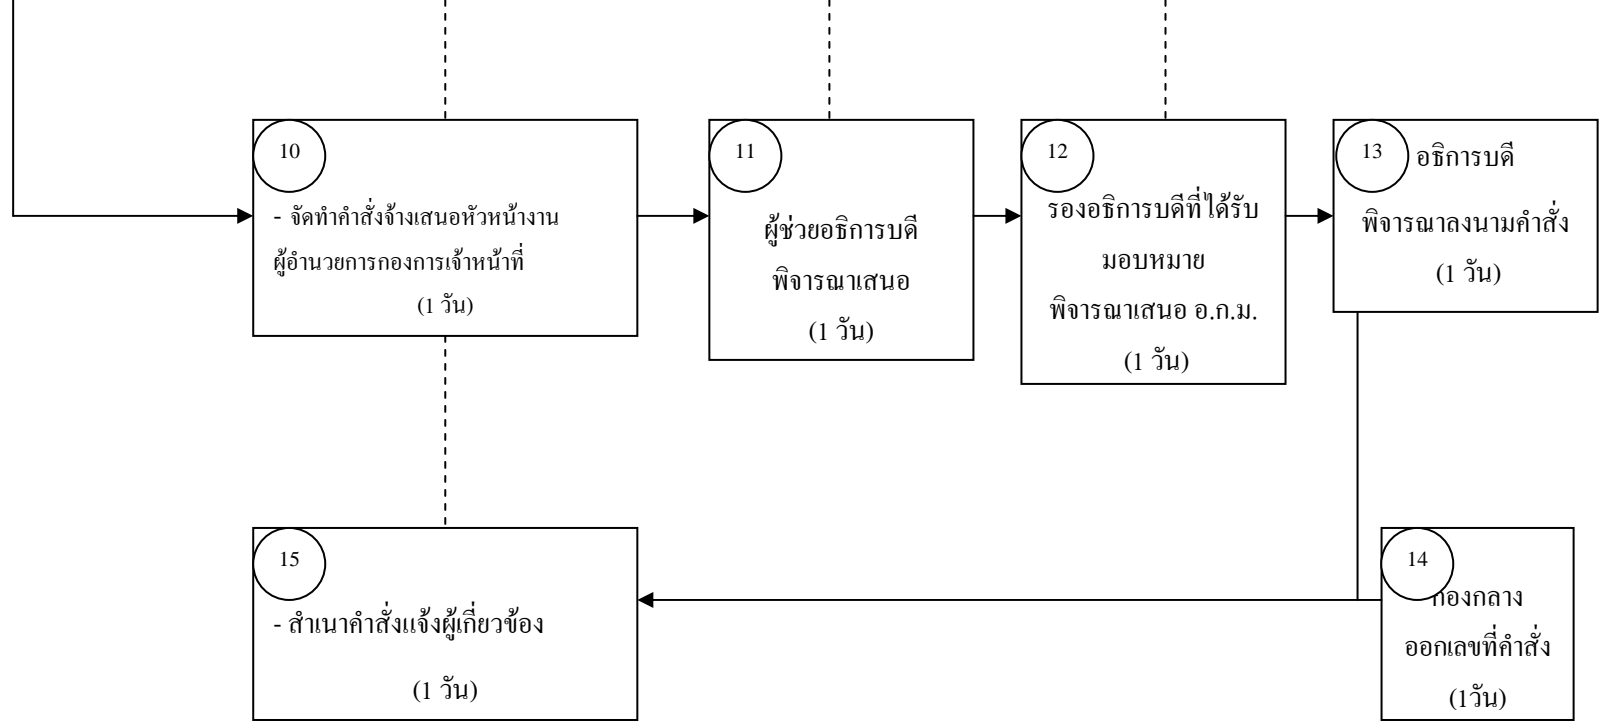 10
- จัดทำคำสั่งจ้างเสนอหัวหน้างาน
ผู้อำนวยการกองการเจ้าหน้าที่
(1 วัน)
11
ผู้ช่วยอธิการบดี
พิจารณาเสนอ
(1 วัน)
12
รองอธิการบดีที่ได้รับ
มอบหมาย
พิจารณาเสนอ อ.ก.ม.
(1 วัน)
13
อธิการบดี
พิจารณาลงนามคำสั่ง
(1 วัน)
14
กองกลาง
ออกเลขที่คำสั่ง
(1วัน)
15
- สำเนาคำสั่งแจ้งผู้เกี่ยวข้อง
(1 วัน)